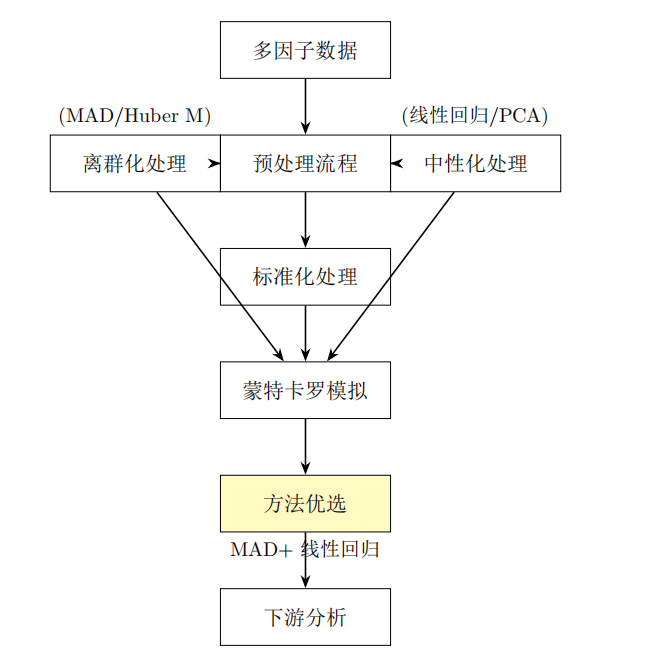 多因子数据
(MAD/Huber M)
(线性回归/PCA)
离群化处理
预处理流程
中性化处理
标准化处理
蒙特卡罗模拟
方法优选
MAD+ 线性回归
下游分析